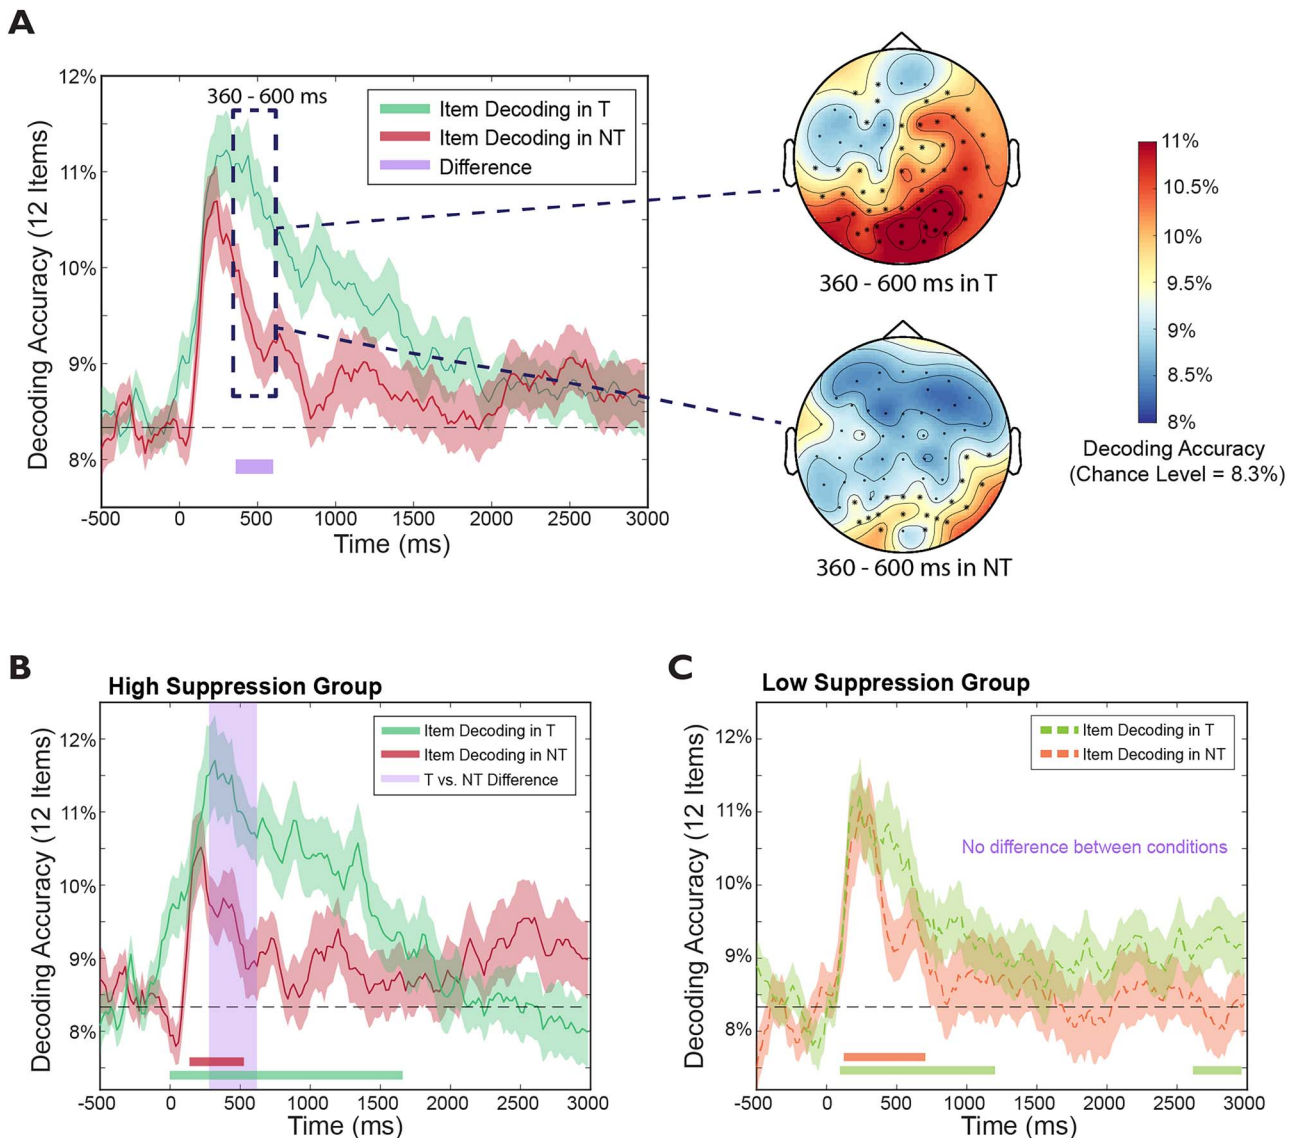 A
360 - 600 ms
Item Decoding in T
Item Decoding in NT
Difference
12%
11%
10%
9%
8%
Decoding Accuracy (12 Items)
-500
0
500
1000
1500
2000
2500
3000
Time (ms)
360 - 600 ms in T
360 - 600 ms in NT
11%
10.5%
10%
9.5%
9%
8.5%
8%
Decoding Accuracy
(Chance Level = 8.3%)
B
High Suppression Group
Item Decoding in T
Item Decoding in NT
T vs. NT Difference
12%
11%
10%
9%
8%
Decoding Accuracy (12 Items)
-500
0
500
1000
1500
2000
2500
3000
Time (ms)
C
Low Suppression Group
Item Decoding in T
Item Decoding in NT
No difference between conditions
12%
11%
10%
9%
8%
Decoding Accuracy (12 Items)
-500
0
500
1000
1500
2000
2500
3000
Time (ms)